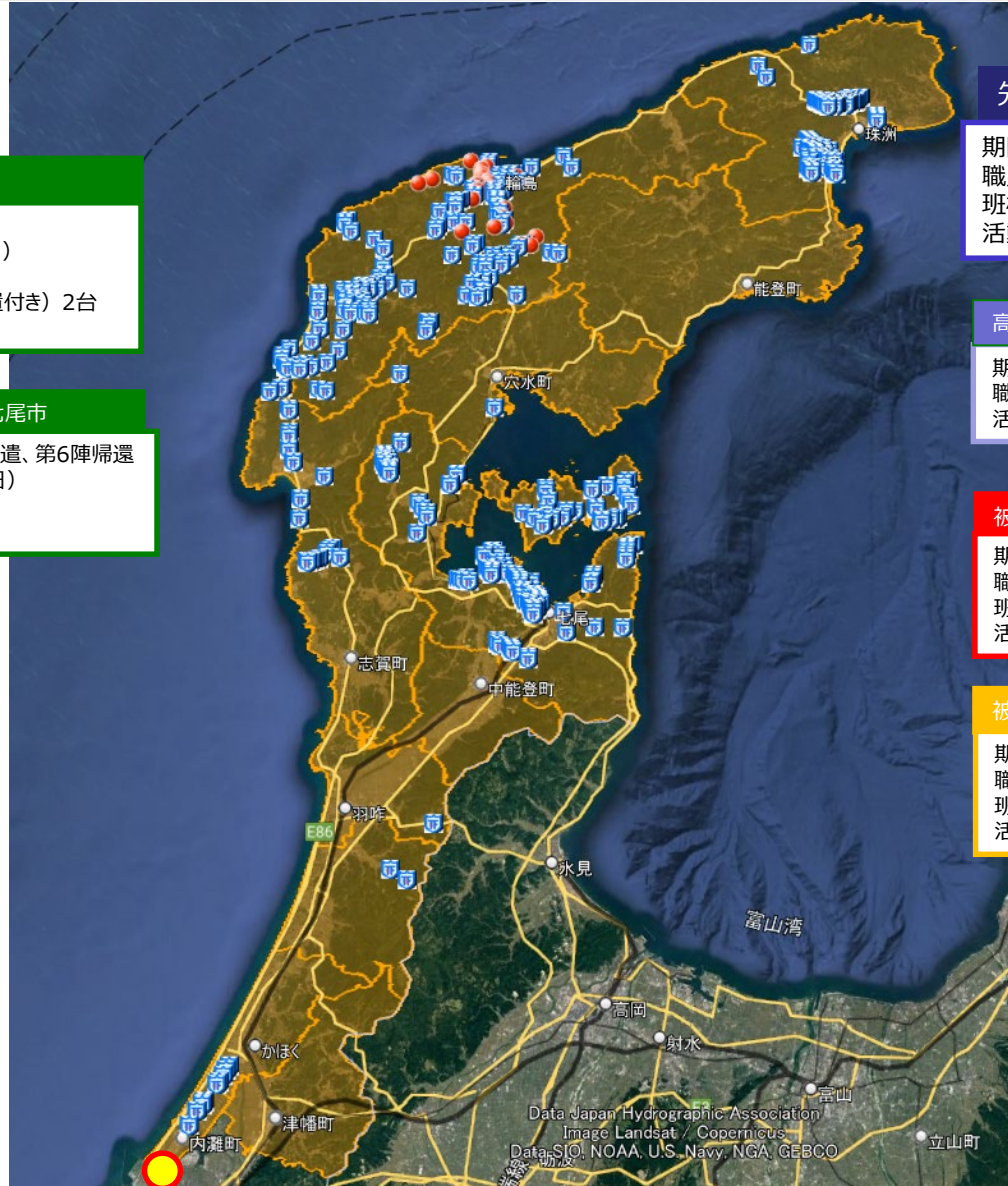 ）
置付き）2台
七尾市
遣、第6陣帰還
日）
先
期
職
班
活
高
期
職
活
被
期
職
班
活
被
期
職
班
活
珠洲
輪島
能登町
穴水町
七尾
志賀町
中能登町
羽咋
E86
氷見
富山湾
高岡
射水
かほく
富山
津幡町
内灘町
立山町
Data Japan Hydrographic Association
Image Landsat / Copernicus
Data SIO, NOAA, U.S. Navy, NGA, GEBCO